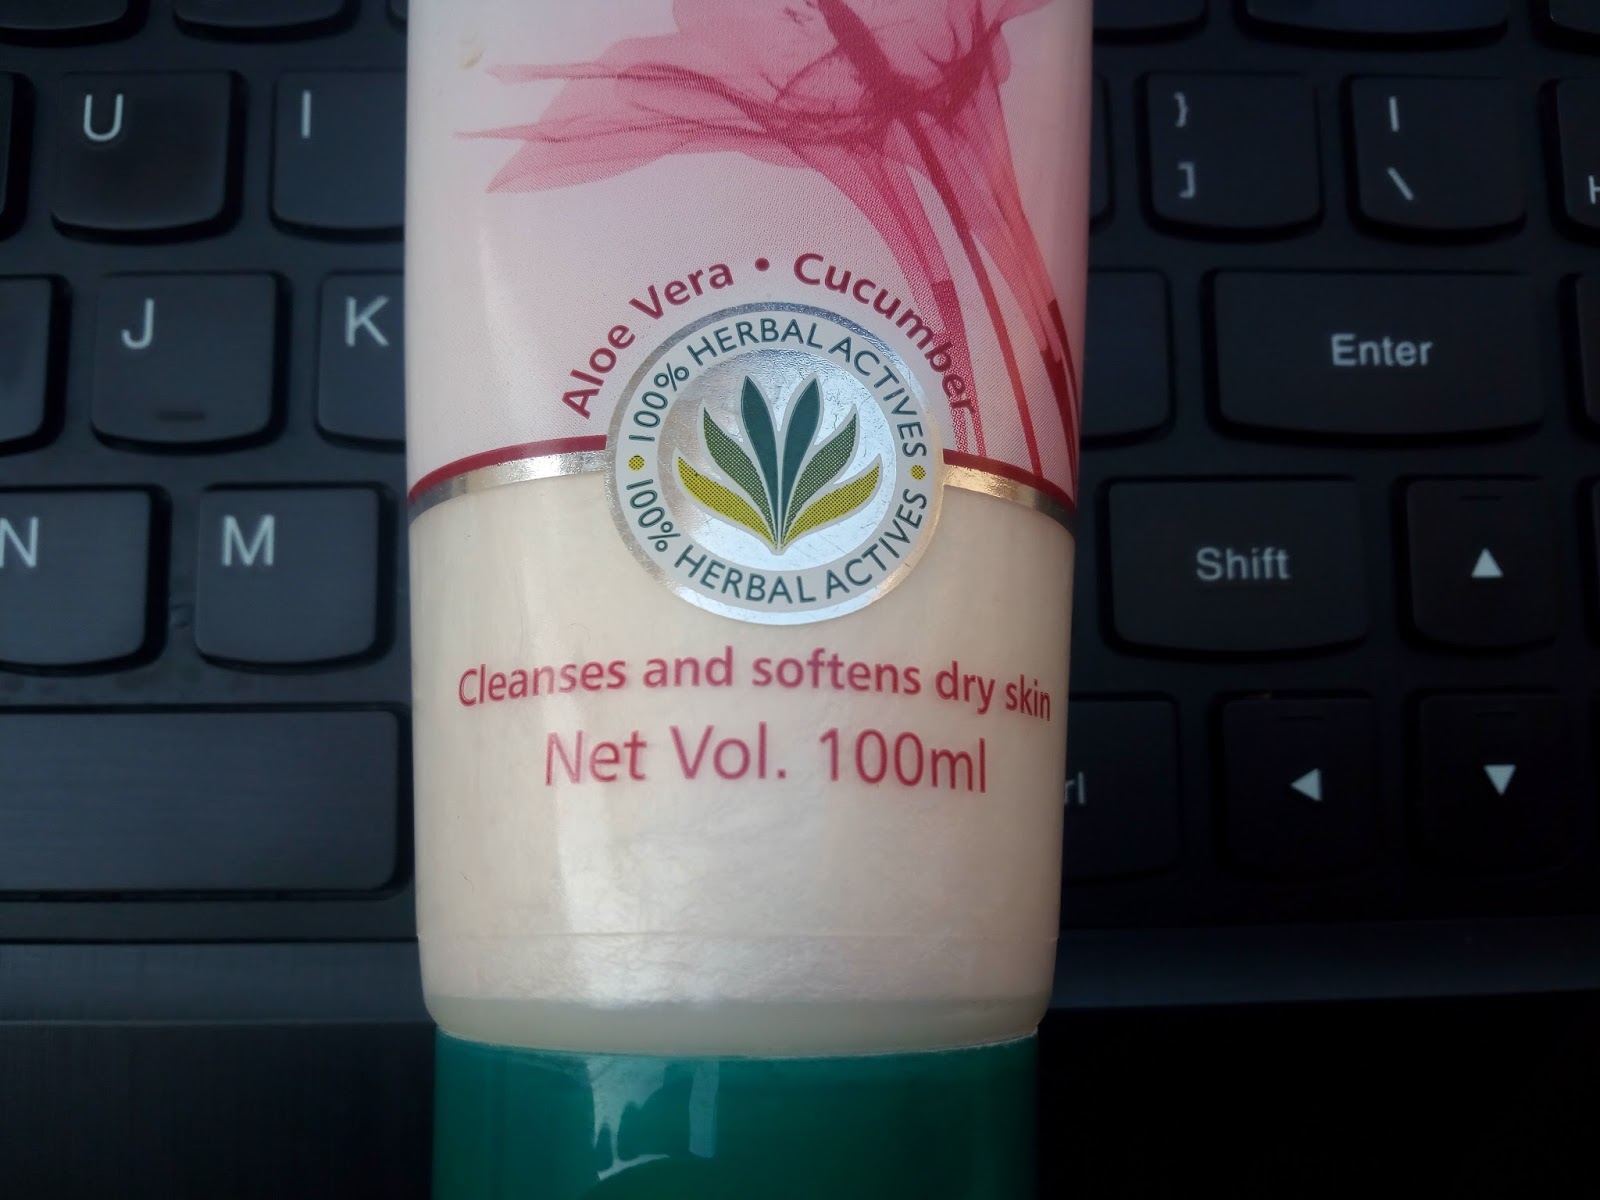 U
I
}
]
|
\
J
K
Enter
N
M
Shift
Aloe Vera • Cucumber
100% HERBAL ACTIVES •
100% HERBAL ACTIVES •
Cleanses and softens dry skin
Net Vol. 100ml